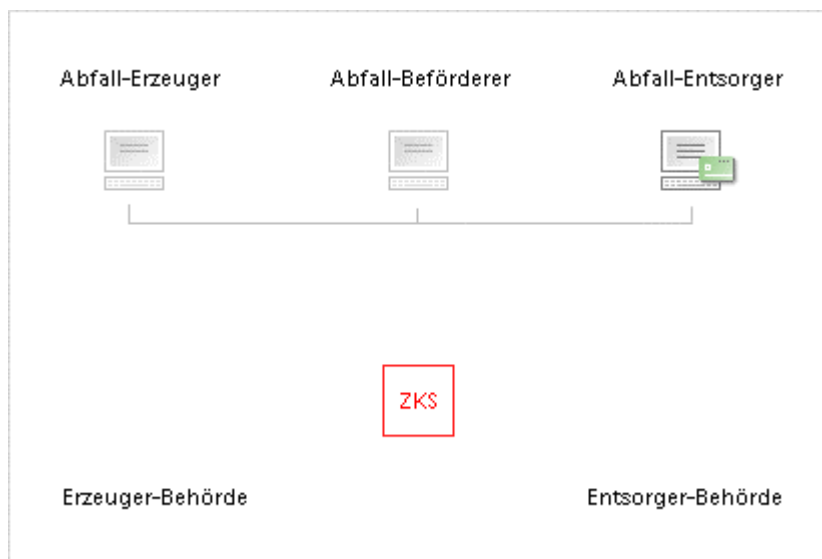 Abfall-Erzeuger Abfall-Beförderer Abfall-Entsorger
ZKS
Erzeuger-Behörde Entsorger-Behörde